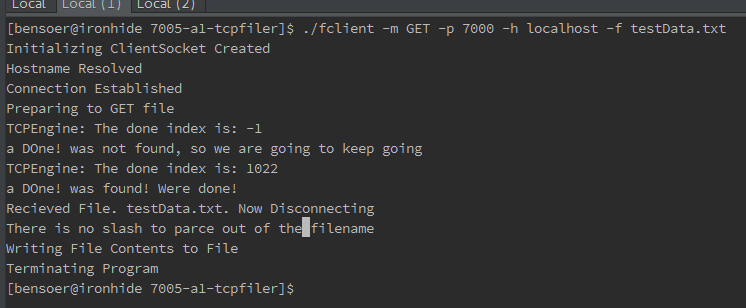 Local Local (1) Local (2)
[bensoer@ironhide 7005-a1-tcpfiler]$ ./fclient -m GET -p 7000 -h localhost -f testData.txt
Initializing ClientSocket Created
Hostname Resolved
Connection Established
Preparing to GET file
TCPEngine: The done index is: -1
a DOne! was not found, so we are going to keep going
TCPEngine: The done index is: 1022
a DOne! was found! Were done!
Recieved File. testData.txt. Now Disconnecting
There is no slash to parce out of the filename
Writing File Contents to File
Terminating Program
[bensoer@ironhide 7005-a1-tcpfiler]$